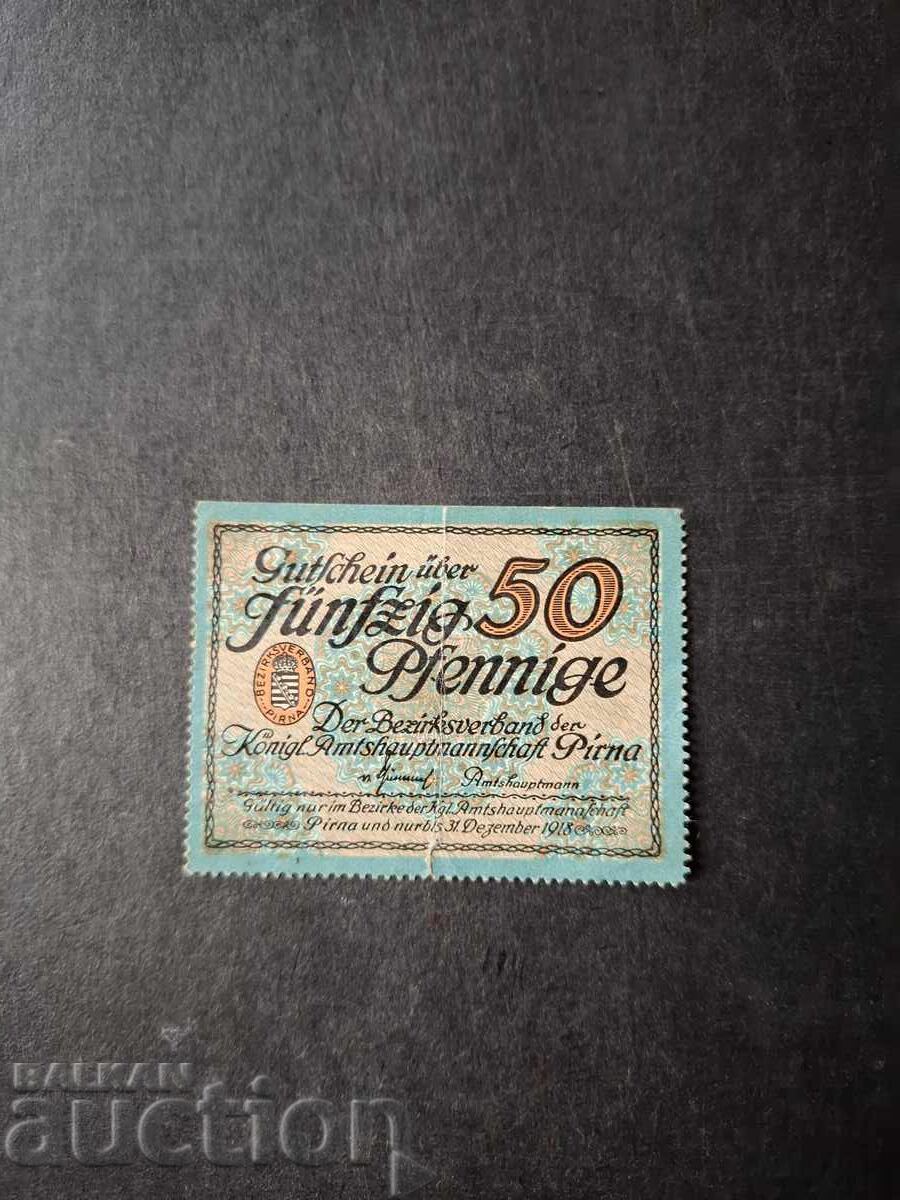 Gutschein über 50
Fünfzig
Pfennige
BEZIRKSVERBAND PIRNA
Der Bezirksverband der
Königl. Amtshauptmannschaft Pirna
Amtshauptmann
Gültig nur im Bezirke der Kgl. Amtshauptmannschaft
Pirna und nur bis 31. Dezember 1918
BALKAN
auction